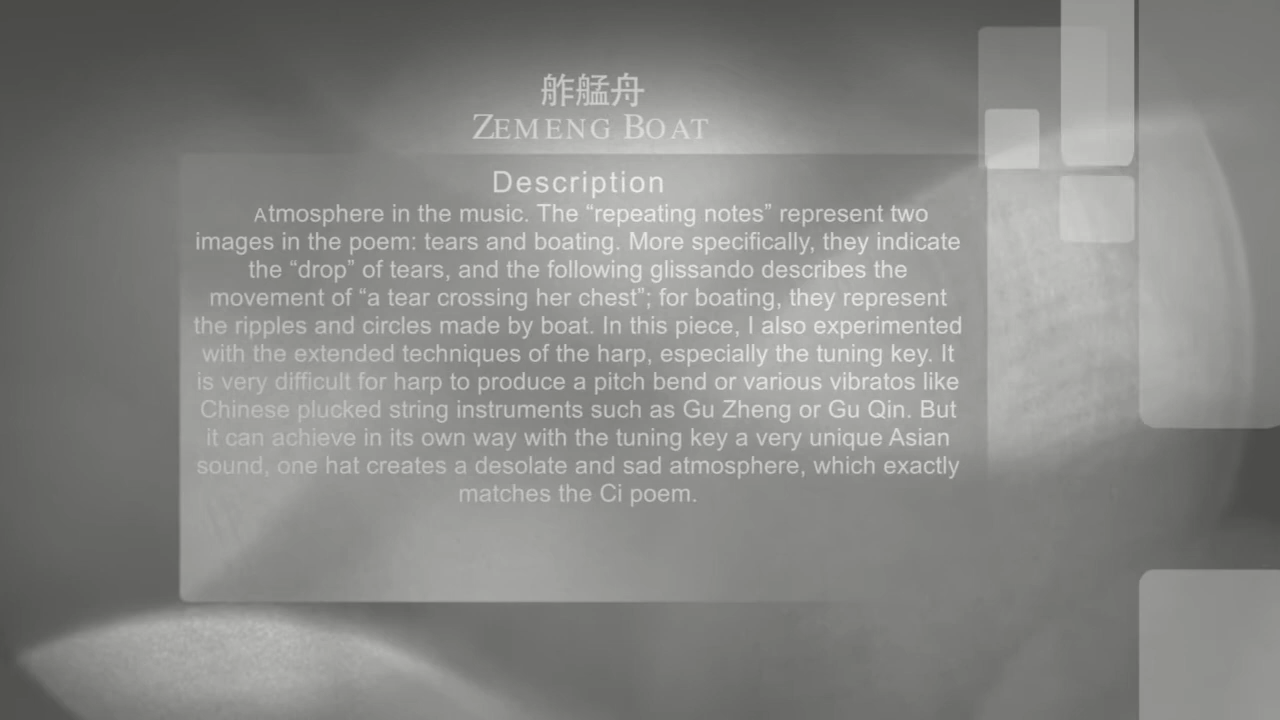 舴艋舟
ZEMENG BOAT
Description
Atmosphere in the music. The “repeating notes” represent two
images in the poem: tears and boating. More specifically, they indicate
the “drop” of tears, and the following glissando describes the
movement of “a tear crossing her chest”; for boating, they represent
the ripples and circles made by boat. In this piece, I also experimented
with the extended techniques of the harp, especially the tuning key. It
is very difficult for harp to produce a pitch bend or various vibratos like
Chinese plucked string instruments such as Gu Zheng or Gu Qin. But
it can achieve in its own way with the tuning key a very unique Asian
sound, one hat creates a desolate and sad atmosphere, which exactly
matches the Ci poem.